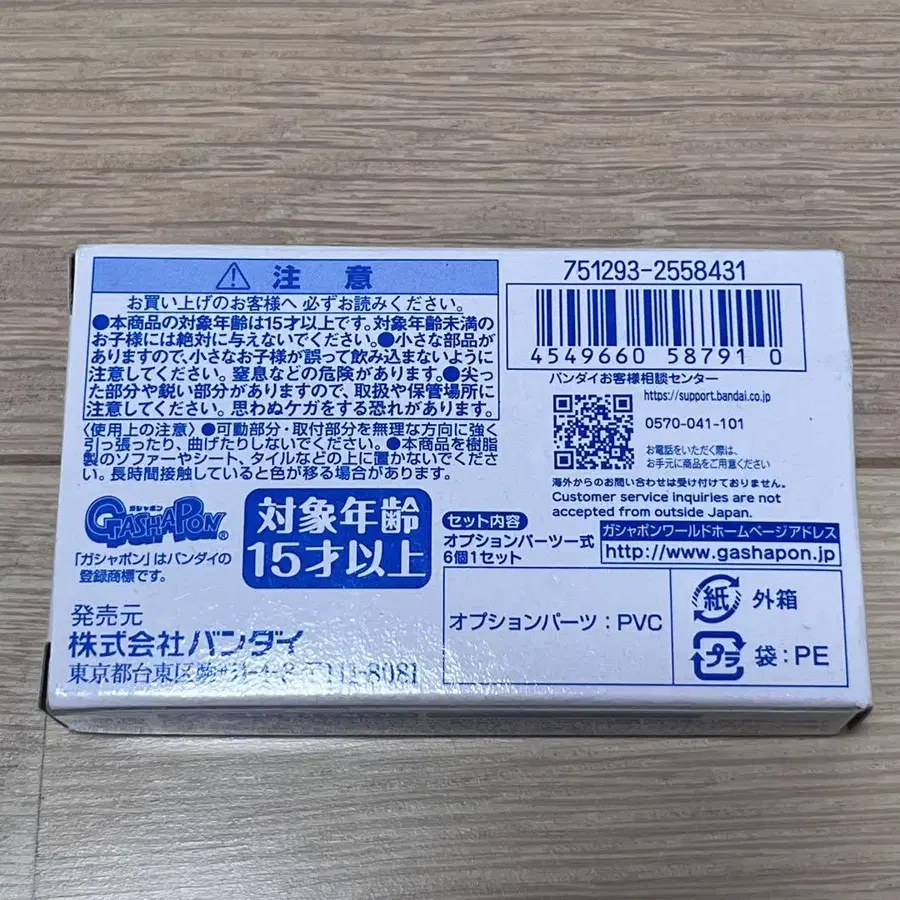 ⚠ 注意
お買い上げのお客様へ 必ずお読みください。
●本商品の対象年齢は15才以上です。対象年齢未満の
お子様には絶対に与えないでください。●小さな部品が
ありますので、小さなお子様が誤って飲み込まないように
注意してください。窒息などの危険があります。●尖っ
た部分や鋭い部分がありますので、取扱や保管場所に
注意してください。思わぬケガをする恐れがあります。
〈使用上の注意〉●可動部分・取付部分を無理な方向に強く
引っ張ったり、曲げたりしないでください。●本商品を樹脂
製のソファーやシート、タイルなどの上に置かないでくださ
い。長時間接触していると色が移る場合があります。
ガシャポン
GASHAPON®
「ガシャポン」はバンダイの
登録商標です。
対象年齢
15才以上
発売元
株式会社バンダイ
東京都台東区駒 〒111-8081
751293-2558431
4549660 587910
バンダイお客様相談センター
https://support.bandai.co.jp
0570-041-101
お電話をいただく際は、
お手元に商品をご用意ください
海外からのお問い合わせは受け付けておりません。
Customer service inquiries are not
accepted from outside Japan.
セット内容
オプションパーツ一式
6個1セット
ガシャポンワールドホームページアドレス
http://www.gashapon.jp
オプションパーツ：PVC
紙 外箱
プラ 袋：PE